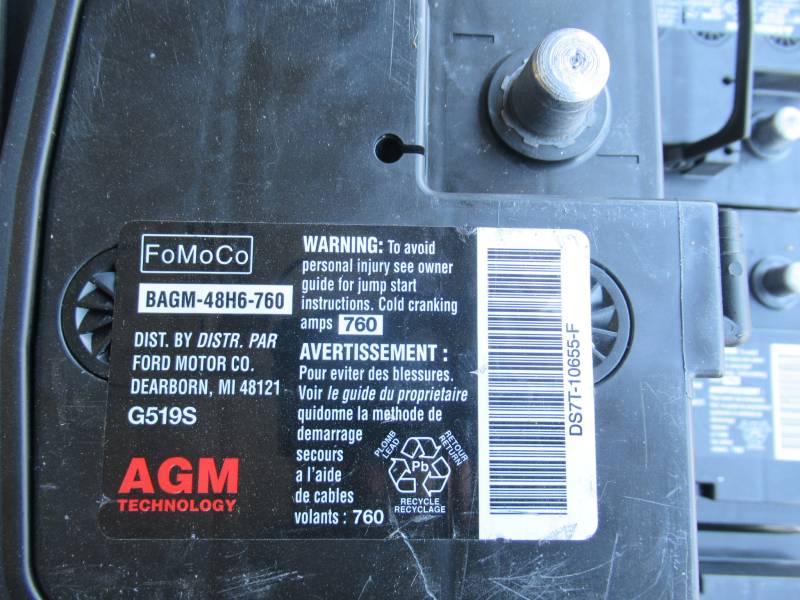 FoMoCo
BAGM-48H6-760
DIST. BY DISTR. PAR
FORD MOTOR CO.
DEARBORN, MI 48121
G519S
AGM
TECHNOLOGY
WARNING: To avoid
personal injury see owner
guide for jump start
instructions. Cold cranking
amps 760
AVERTISSEMENT :
Pour eviter des blessures.
Voir le guide du proprietaire
quidonne la methode de
demarrage
secours
a l'aide
de cables
volants : 760
PLOMB
LEAD
RETOUR
RETURN
Pb
RECYCLE
RECYCLAGE
DS7T-10655-F